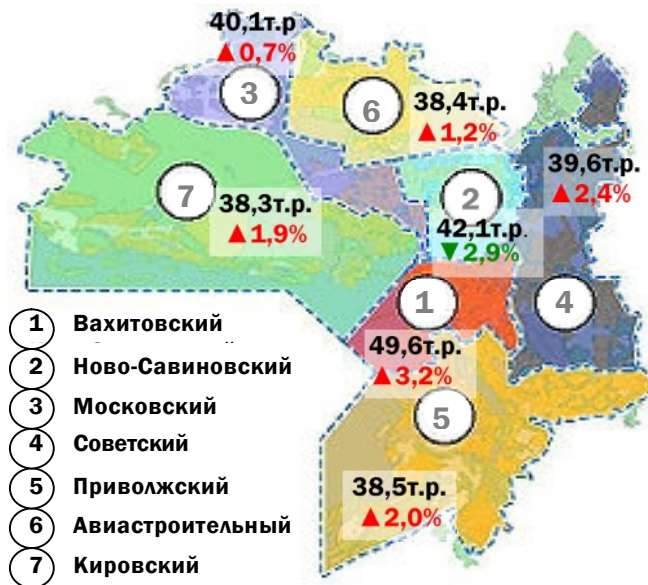 40,1т.р.
▲0,7%
3
6
38,4т.р.
▲1,2%
39,6т.р.
▲2,4%
7
2
38,3т.р.
▲1,9%
42,1т.р.
▼2,9%
1
4
49,6т.р.
▲3,2%
5
38,5т.р.
▲2,0%
1 Вахитовский
2 Ново-Савиновский
3 Московский
4 Советский
5 Приволжский
6 Авиастроительный
7 Кировский